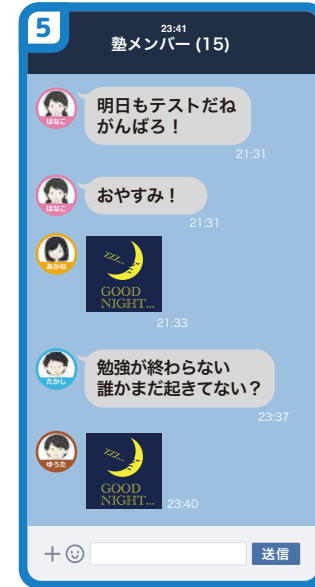 5
23:41
塾メンバー (15)
明日もテストだね
がんばろ！
はなこ
21:31
おやすみ！
はなこ
21:31
zzz...
GOOD
NIGHT...
あかね
21:33
勉強が終わらない
誰かまだ起きてない？
たかし
23:37
zzz...
GOOD
NIGHT...
ゆうた
23:40
送信